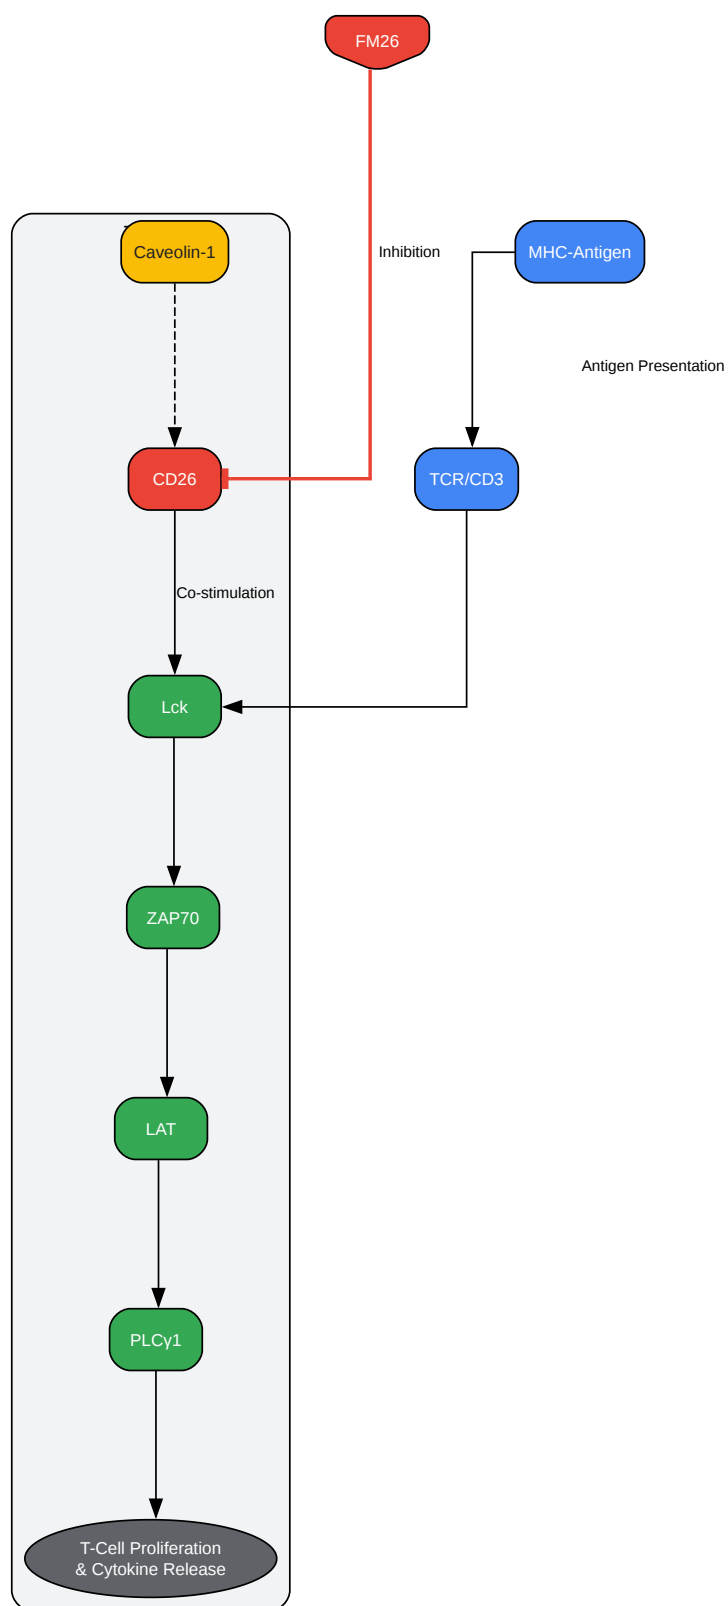 FM26
Caveolin-1
Inhibition
MHC-Antigen
Antigen Presentation
CD26
TCR/CD3
Co-stimulation
Lck
ZAP70
LAT
PLCγ1
T-Cell Proliferation
& Cytokine Release